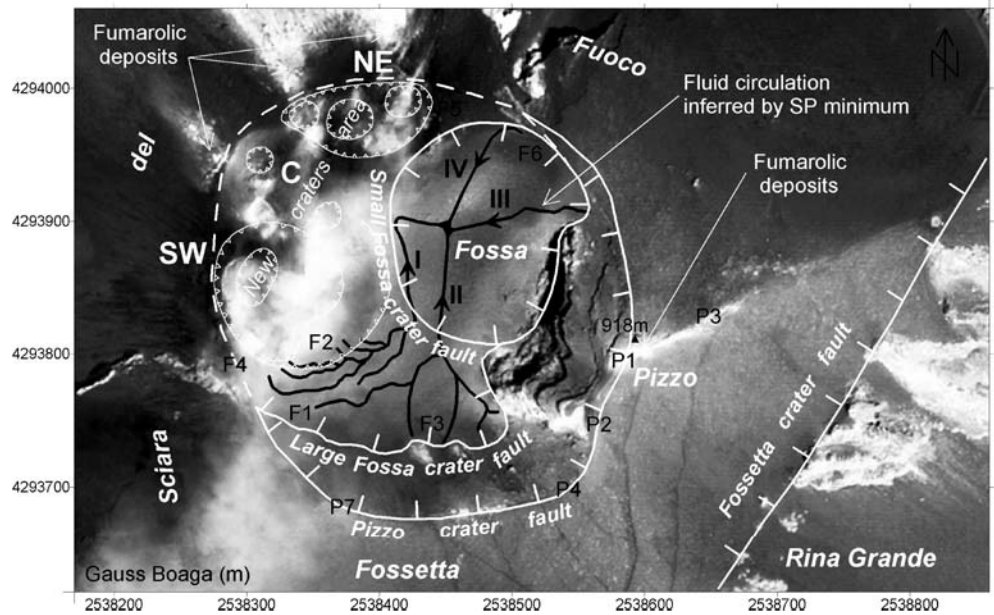 Fumarolic
deposits
NE
Fuoco
N
4294000
Fluid circulation
inferred by SP minimum
area
P5
F6
del
IV
Fumarolic
deposits
C
craters
Small Fossa crater fault
III
4293900
SW
Fossa
New
I
II
918m
P3
F2
4293800
F4
P1
Pizzo
F1
F3
P2
Large Fossa crater fault
Fossetta crater fault
Sciara
4293700
P7
P4
Pizzo crater fault
Fossetta
Rina Grande
Gauss Boaga (m)
2538200 2538300 2538400 2538500 2538600 2538700 2538800